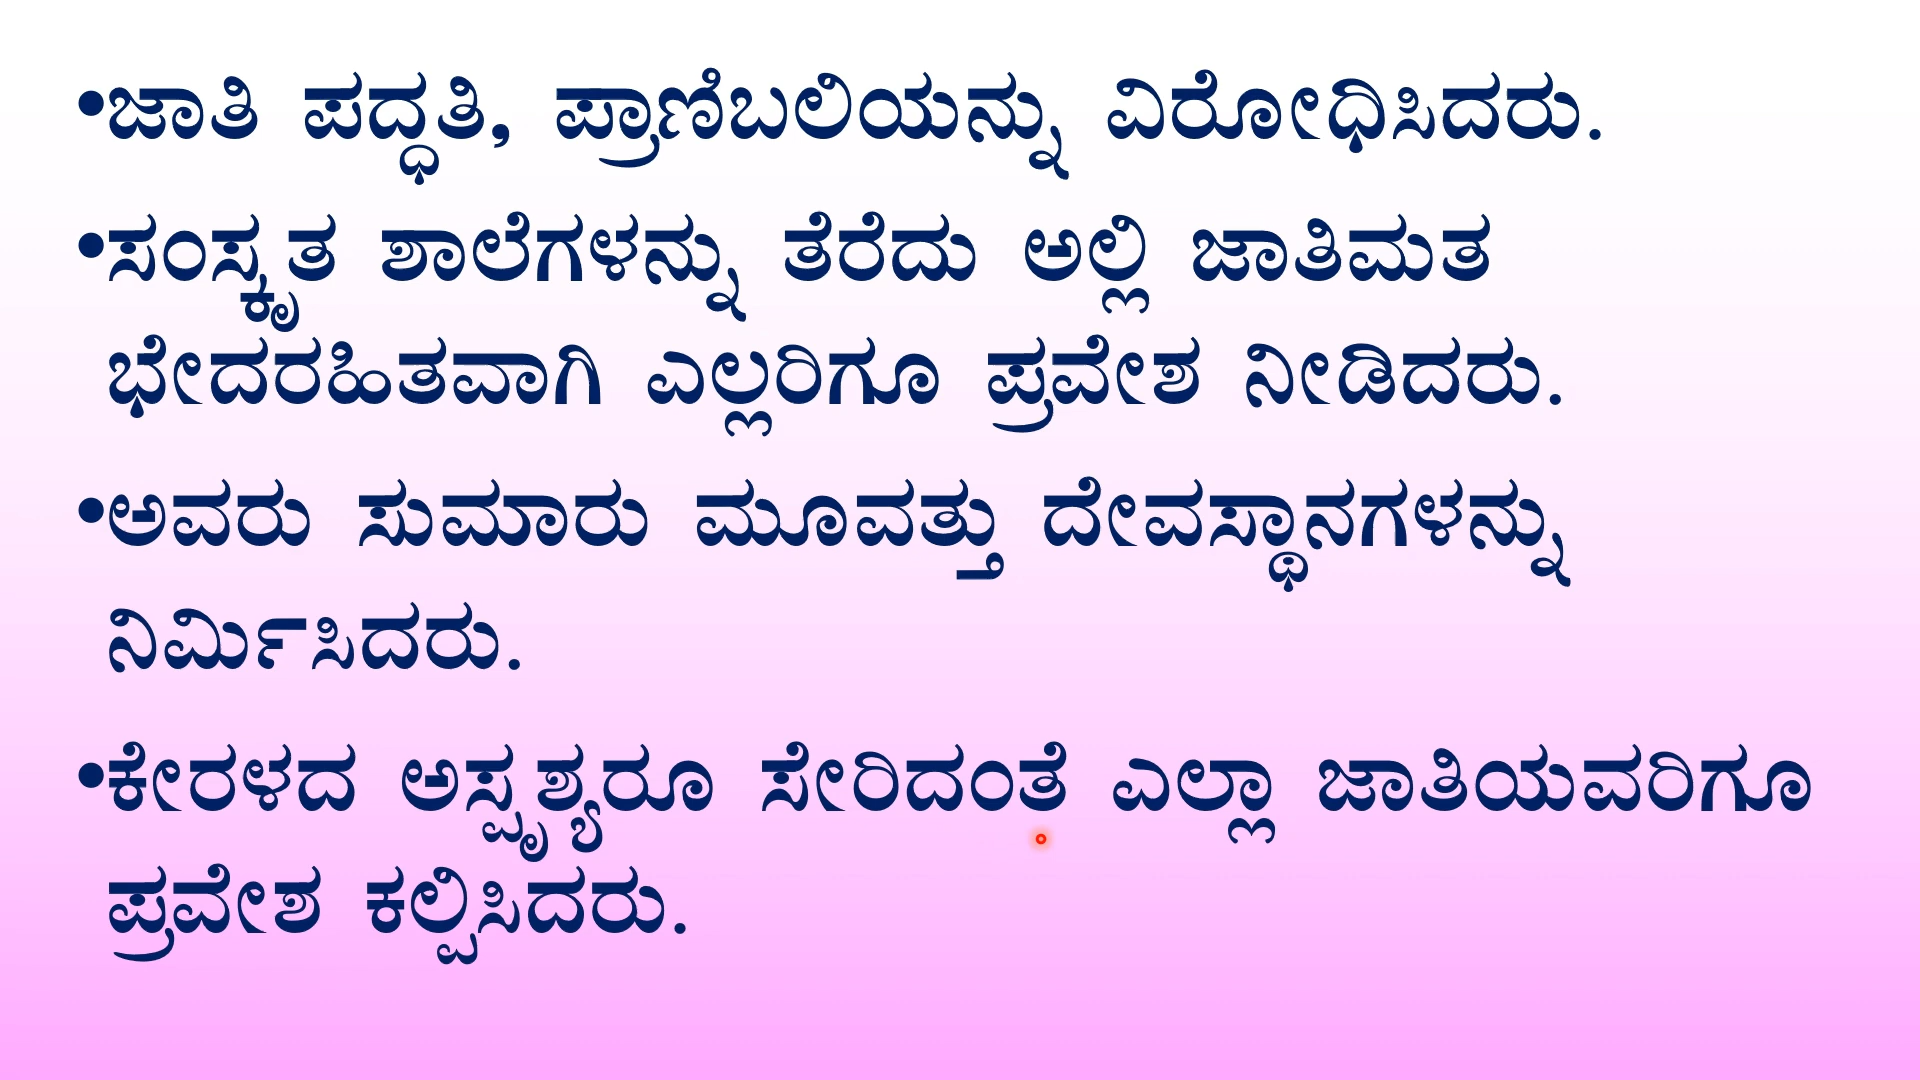 •ಜಾತಿ ಪದ್ಧತಿ, ಪ್ರಾಣಿಬಲಿಯನ್ನು ವಿರೋಧಿಸಿದರು.
•ಸಂಸ್ಕೃತ ಶಾಲೆಗಳನ್ನು ತೆರೆದು ಅಲ್ಲಿ ಜಾತಿಮತ
ಭೇದರಹಿತವಾಗಿ ಎಲ್ಲರಿಗೂ ಪ್ರವೇಶ ನೀಡಿದರು.
•ಅವರು ಸುಮಾರು ಮೂವತ್ತು ದೇವಸ್ಥಾನಗಳನ್ನು
ನಿರ್ಮಿಸಿದರು.
•ಕೇರಳದ ಅಸ್ಪೃಶ್ಯರೂ ಸೇರಿದಂತೆ ಎಲ್ಲಾ ಜಾತಿಯವರಿಗೂ
ಪ್ರವೇಶ ಕಲ್ಪಿಸಿದರು.